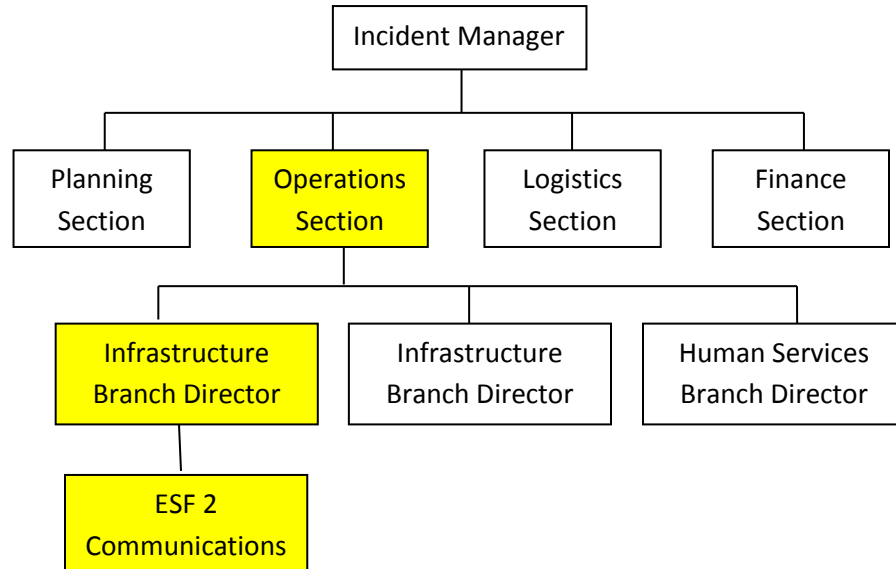 Incident Manager
Planning
Section
Operations
Section
Logistics
Section
Finance
Section
Infrastructure
Branch Director
Infrastructure
Branch Director
Human Services
Branch Director
ESF 2
Communications